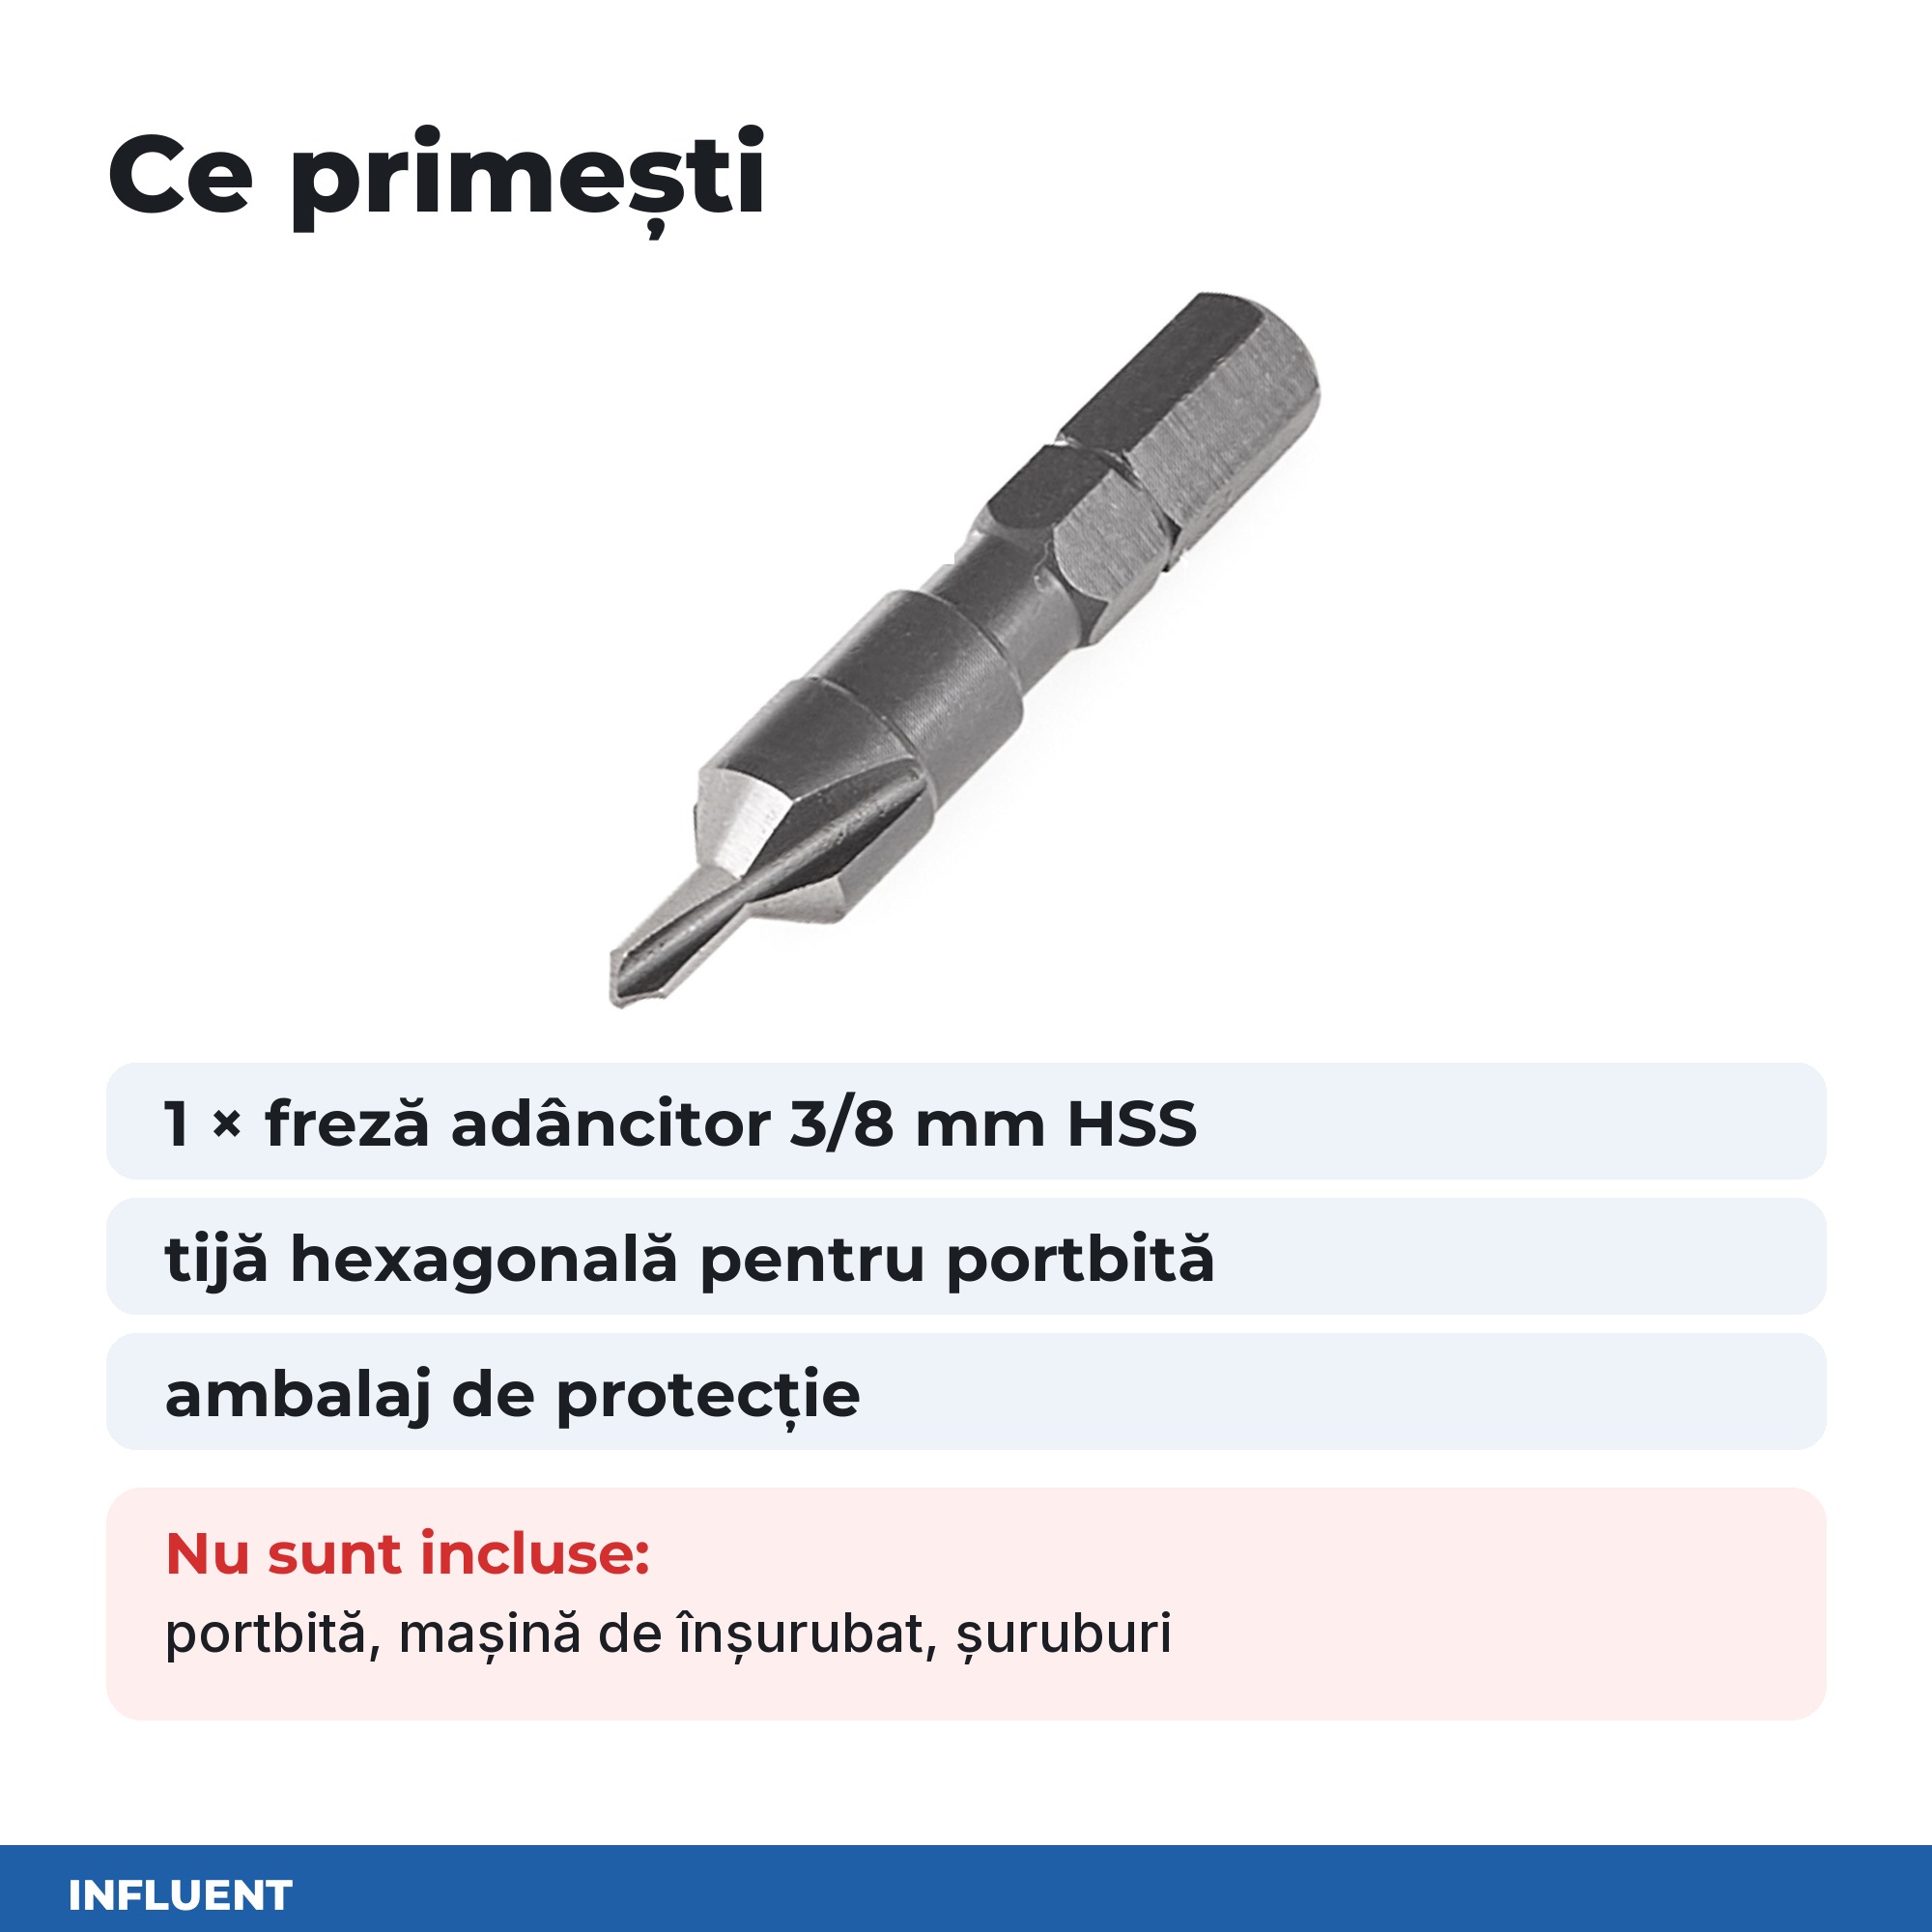 Ce primești
1 × freză adâncitor 3/8 mm HSS
tijă hexagonală pentru portbită
ambalaj de protecție
Nu sunt incluse:
portbită, mașină de înșurubat, șuruburi
INFLUENT